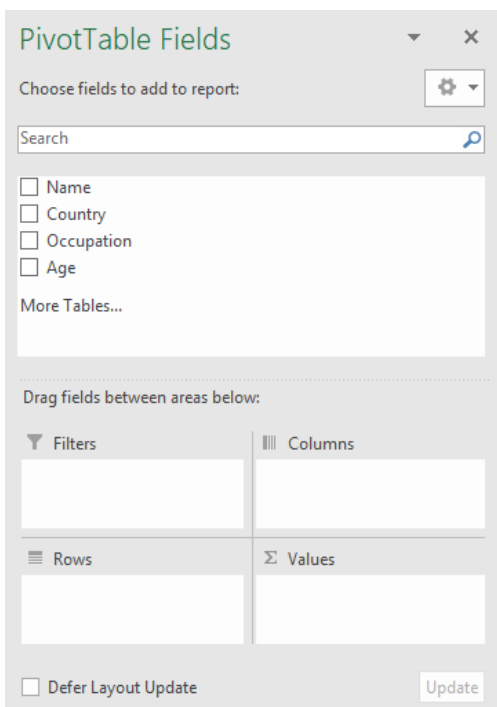 PivotTable Fields
Choose fields to add to report:
Search
Name
Country
Occupation
Age
More Tables...
Drag fields between areas below:
Filters
Columns
Rows
Σ Values
Defer Layout Update
Update